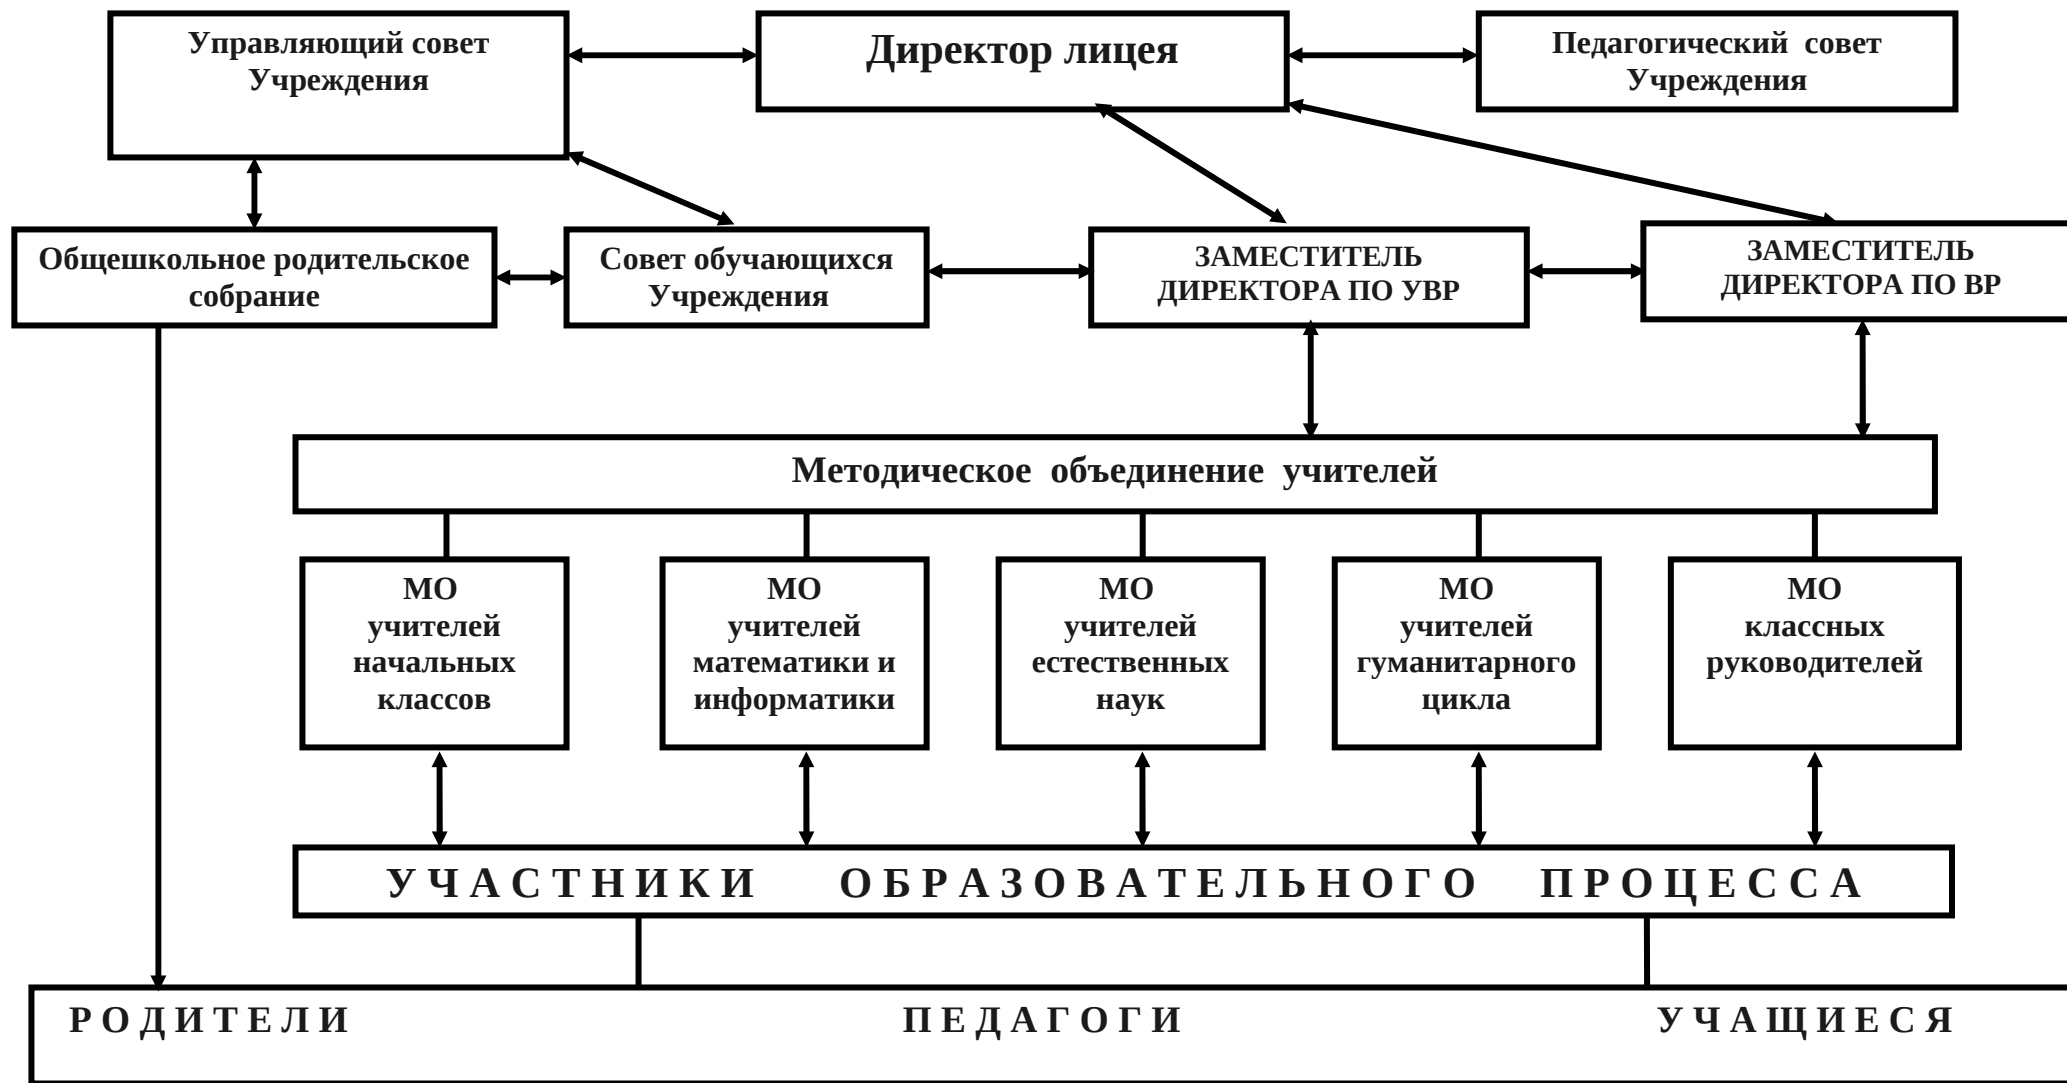 Управляющий совет
Учреждения
Директор лицея
Педагогический совет
Учреждения
Общешкольное родительское
собрание
Совет обучающихся
Учреждения
ЗАМЕСТИТЕЛЬ
ДИРЕКТОРА ПО УВР
ЗАМЕСТИТЕЛЬ
ДИРЕКТОРА ПО ВР
Методическое объединение учителей
МО
учителей
начальных
классов
МО
учителей
математики и
информатики
МО
учителей
естественных
наук
МО
учителей
гуманитарного
цикла
МО
классных
руководителей
У Ч А С Т Н И К И О Б Р А З О В А Т Е Л Ь Н О Г О П Р О Ц Е С С А
Р О Д И Т Е Л И П Е Д А Г О Г И У Ч А Щ И Е С Я